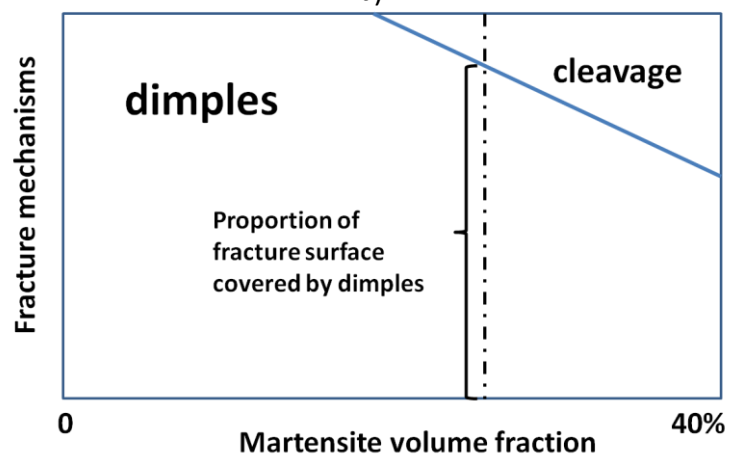 Fracture mechanisms
dimples
cleavage
Proportion of
fracture surface
covered by dimples
0
40%
Martensite volume fraction